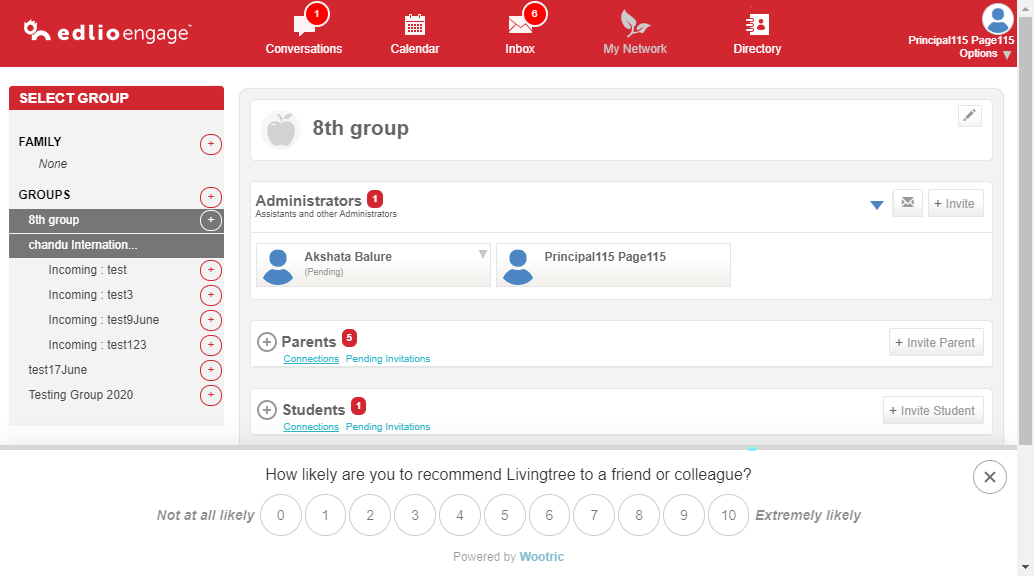 edlio engage™
1
Conversations
Calendar
6
Inbox
My Network
Directory
Principal115 Page115
Options
SELECT GROUP
FAMILY
+
None
GROUPS
+
8th group
+
chandu Internation...
Incoming : test
+
Incoming : test3
+
Incoming : test9June
+
Incoming : test123
+
test17June
+
Testing Group 2020
+
8th group
Administrators 1
Assistants and other Administrators
+ Invite
Akshata Balure
(Pending)
Principal115 Page115
Parents 5
Connections Pending Invitations
+ Invite Parent
Students 1
Connections Pending Invitations
+ Invite Student
How likely are you to recommend Livingtree to a friend or colleague?
Not at all likely 0 1 2 3 4 5 6 7 8 9 10 Extremely likely
Powered by Wootric